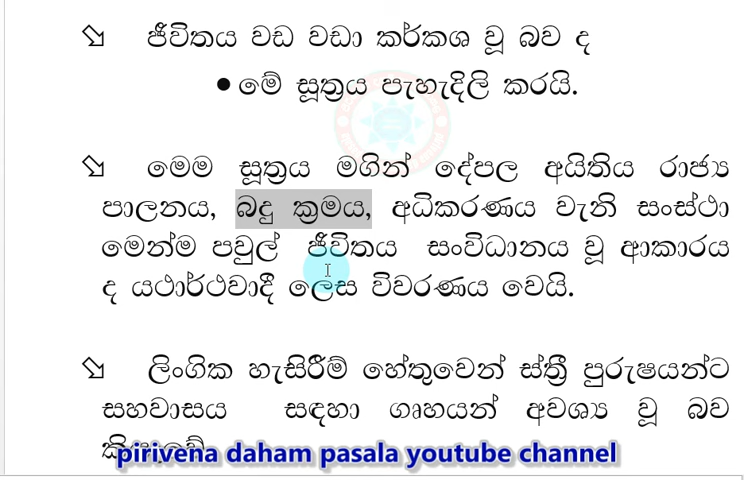 ජීවිතය වඩ වඩා කර්කශ වූ බව ද
● මේ සූත්‍රය පැහැදිලි කරයි.
මෙම සූත්‍රය මගින් දේපල අයිතිය රාජ්‍ය
පාලනය, බදු ක්‍රමය, අධිකරණය වැනි සංස්ථා
මෙන්ම පවුල් ජීවිතය සංවිධානය වූ ආකාරය
ද යථාර්ථවාදී ලෙස විවරණය වෙයි.
ලිංගික හැසිරීම් හේතුවෙන් ස්ත්‍රී පුරුෂයන්ට
සහවාසය සඳහා ගෘහයන් අවශ්‍ය වූ බව
pirivena daham pasala youtube channel